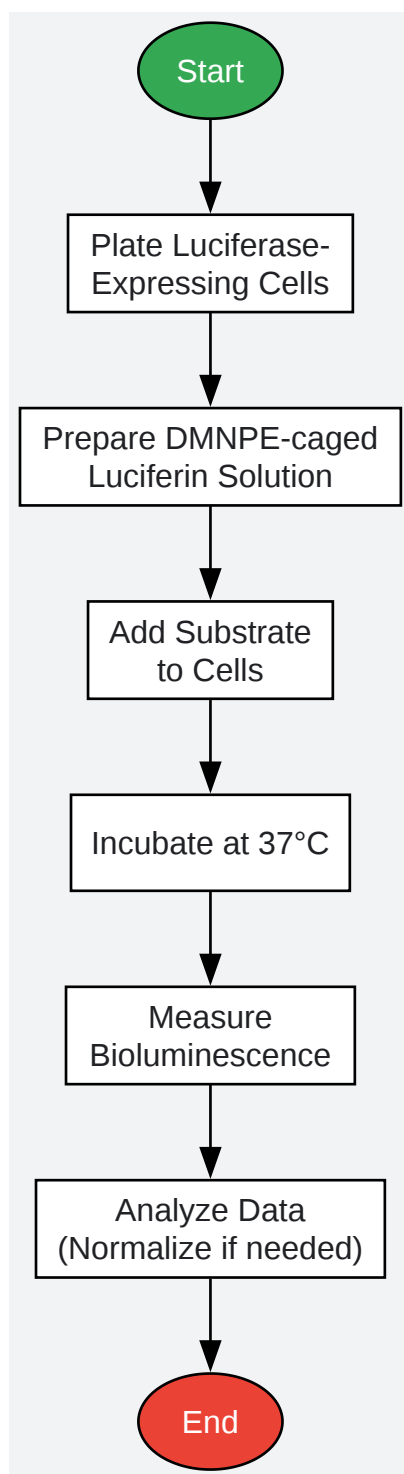 Start
Plate Luciferase-
Expressing Cells
Prepare DMNPE-caged
Luciferin Solution
Add Substrate
to Cells
Incubate at 37°C
Measure
Bioluminescence
Analyze Data
(Normalize if needed)
End